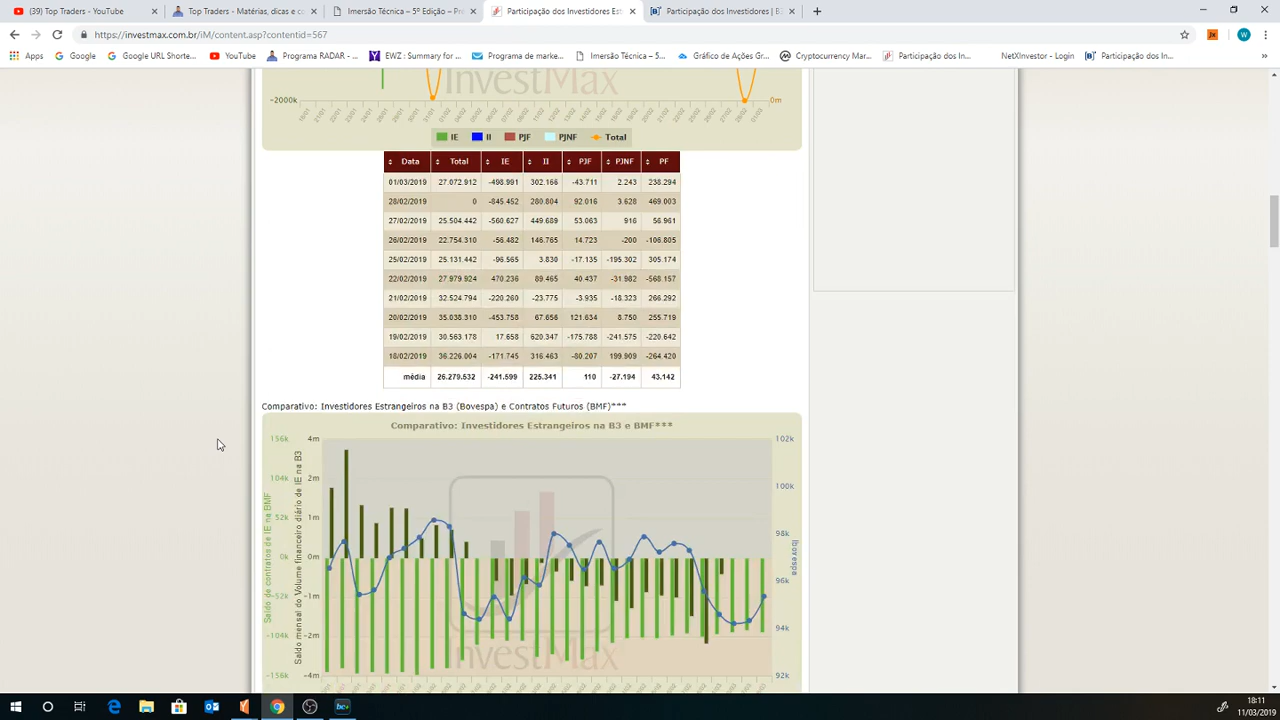 (39) Top Traders - YouTube
Top Traders - Matérias, dicas e co
Imersão Técnica – 5º Edição – Pre
Participação dos Investidores Est
Participação dos Investidores | B3
https://investmax.com.br/iM/content.asp?contentid=567
Apps
Google
Google URL Shorte...
YouTube
Programa RADAR - ...
EWZ : Summary for ...
Programa de marke...
Imersão Técnica – 5...
Gráfico de Ações Gr...
Cryptocurrency Mar...
Participação dos In...
NetXInvestor - Login
Participação dos In...
InvestMax
-2000k
0m
IE II PJF PJNF Total
Data Total IE II PJF PJNF PF
01/03/2019 27.072.912 -498.991 302.166 -43.711 2.243 238.294
28/02/2019 0 -845.452 280.804 92.016 3.628 469.003
27/02/2019 25.504.442 -560.627 449.689 53.063 916 56.961
26/02/2019 22.754.310 -56.482 146.765 14.723 -200 -106.805
25/02/2019 25.131.442 -96.565 3.830 -17.135 -195.302 305.174
22/02/2019 27.979.924 470.236 89.465 40.437 -31.982 -568.157
21/02/2019 32.524.794 -220.260 -23.775 -3.935 -18.323 266.292
20/02/2019 35.038.310 -453.758 67.656 121.634 8.750 255.719
19/02/2019 30.563.178 17.658 620.347 -175.788 -241.575 -220.642
18/02/2019 36.226.004 -171.745 316.463 -80.207 199.909 -264.420
média 26.279.532 -241.599 225.341 110 -27.194 43.142
Comparativo: Investidores Estrangeiros na B3 (Bovespa) e Contratos Futuros (BMF)***
Comparativo: Investidores Estrangeiros na B3 e BMF***
156k 4m 102k
104k 2m 100k
52k 1m 98k
0k 0m
-52k -1m 96k
-104k -2m 94k
-156k -4m 92k
Saldo de contratos de IE na BMF
Saldo mensal do Volume financeiro diário de IE na B3
Ibovespa
InvestMax
18:11
11/03/2019